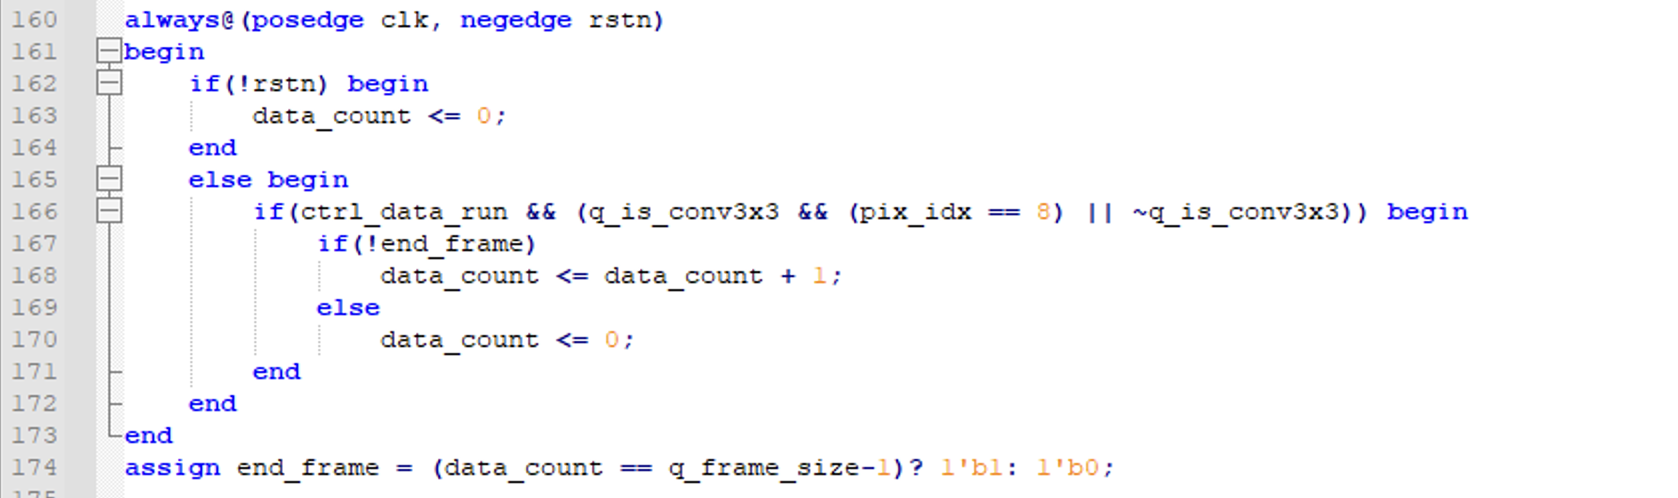 160 always@(posedge clk, negedge rstn)
161 begin
162     if(!rstn) begin
163         data_count <= 0;
164     end
165     else begin
166         if(ctrl_data_run && (q_is_conv3x3 && (pix_idx == 8) || ~q_is_conv3x3)) begin
167             if(!end_frame)
168                 data_count <= data_count + 1;
169             else
170                 data_count <= 0;
171         end
172     end
173 end
174 assign end_frame = (data_count == q_frame_size-1)? 1'b1: 1'b0;